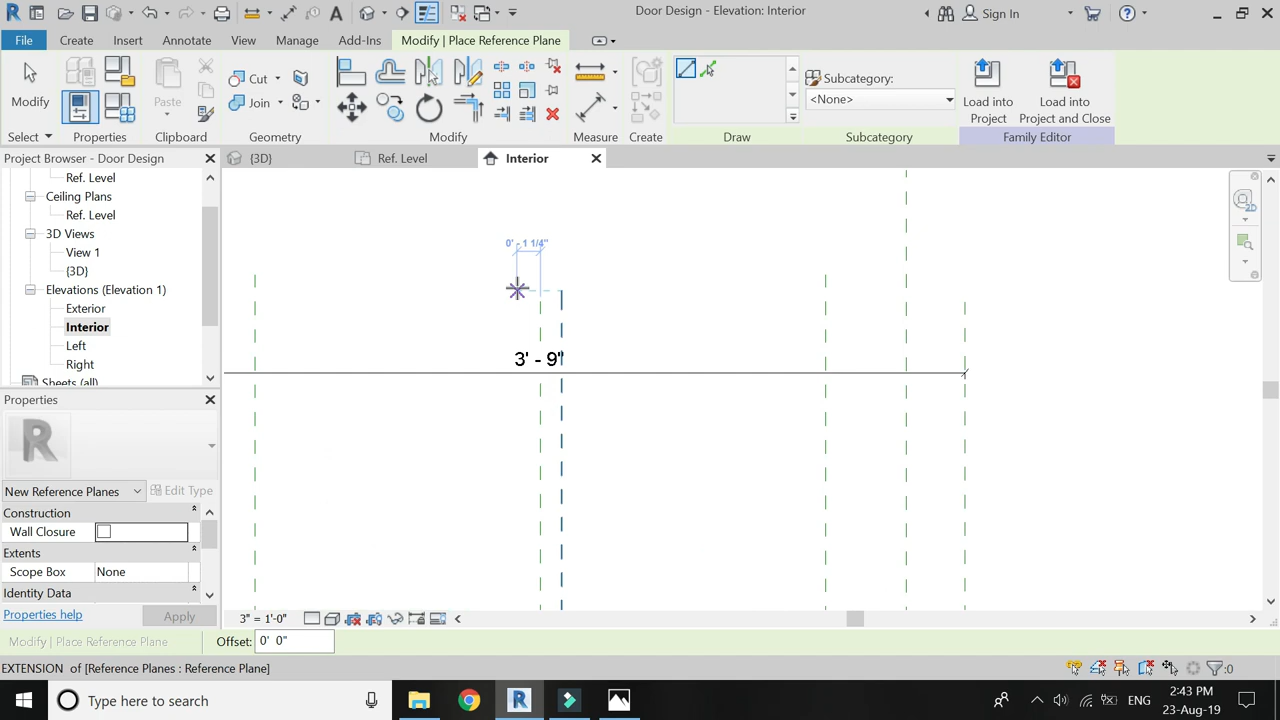 Door Design - Elevation: Interior
Sign In
File
Create
Insert
Annotate
View
Manage
Add-Ins
Modify | Place Reference Plane
Modify
Paste
Cut
Join
Load into
Project
Load into
Project and Close
Subcategory:
<None>
Select
Properties
Clipboard
Geometry
Modify
Measure
Create
Draw
Subcategory
Family Editor
Project Browser - Door Design
{3D}
Ref. Level
Interior
Ref. Level
Ceiling Plans
Ref. Level
3D Views
View 1
{3D}
Elevations (Elevation 1)
Exterior
Interior
Left
Right
Sheets (all)
0' - 1 1/4"
3' - 9"
2D
Properties
New Reference Planes
Edit Type
Construction
Wall Closure
Extents
Scope Box
None
Identity Data
Properties help
Apply
3" = 1'-0"
Modify | Place Reference Plane
Offset:
0' 0"
EXTENSION of [Reference Planes : Reference Plane]
:0
Type here to search
ENG
2:43 PM
23-Aug-19